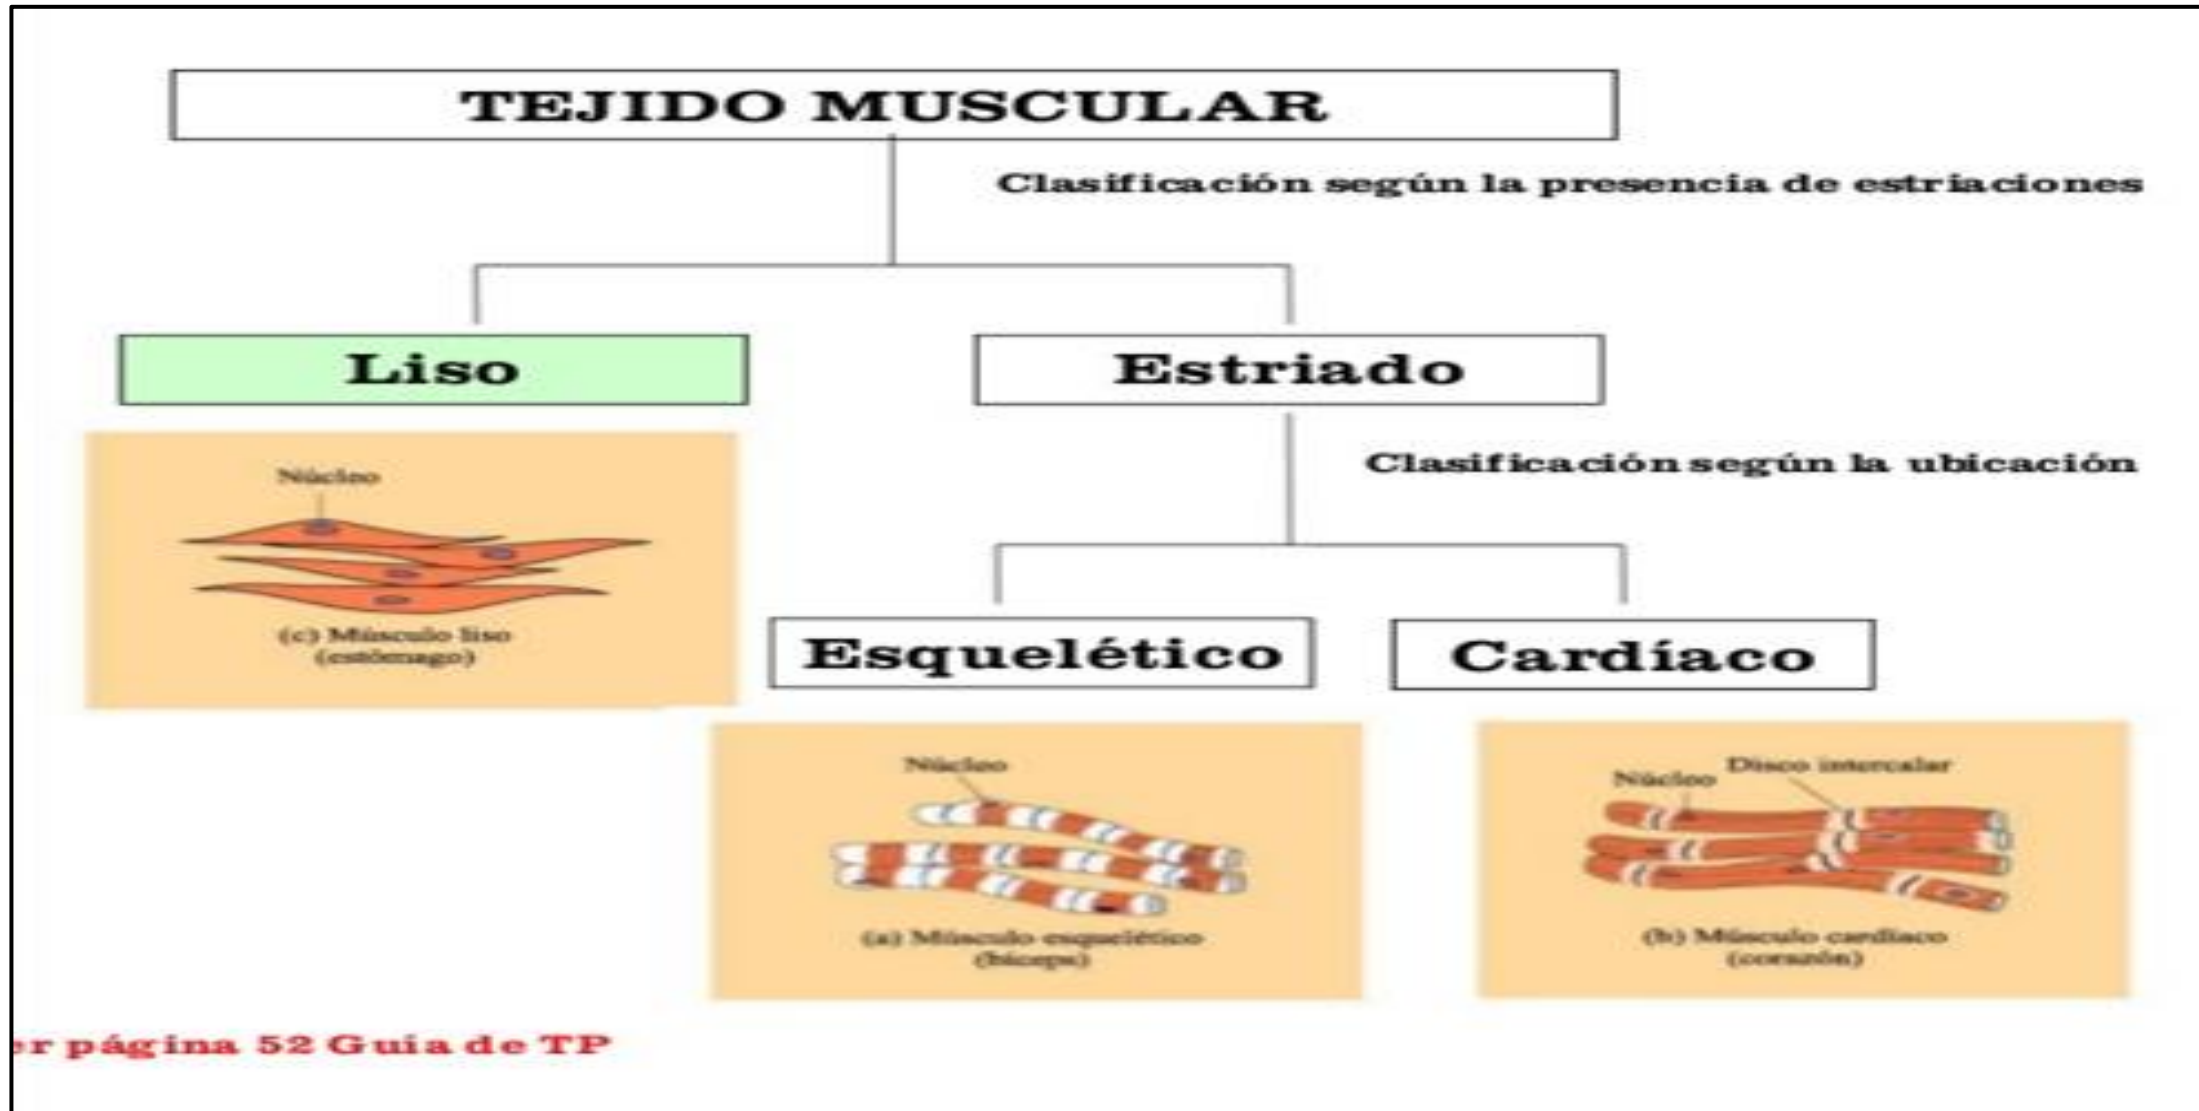 TEJIDO MUSCULAR
Clasificación según la presencia de estriaciones
Liso
Estriado
Clasificación según la ubicación
Núcleo
(c) Músculo liso
(estómago)
Esquelético
Cardíaco
Núcleo
(a) Músculo esquelético
(bíceps)
Disco intercalar
Núcleo
(b) Músculo cardíaco
(corazón)
er página 52 Guia de TP